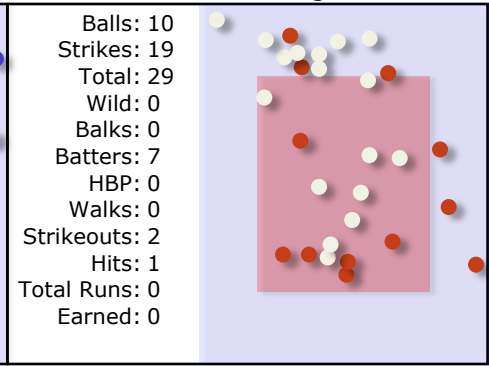 Balls: 10
Strikes: 19
Total: 29
Wild: 0
Balks: 0
Batters: 7
HBP: 0
Walks: 0
Strikeouts: 2
Hits: 1
Total Runs: 0
Earned: 0